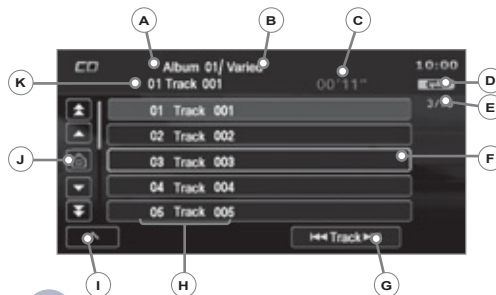 A
B
C
CD
Album 01/ Varied
10:00
D
K
01 Track 001
00'11"
E
3/
01 Track 001
02 Track 002
J
03 Track 003
F
04 Track 004
05 Track 005
Track
I
H
G